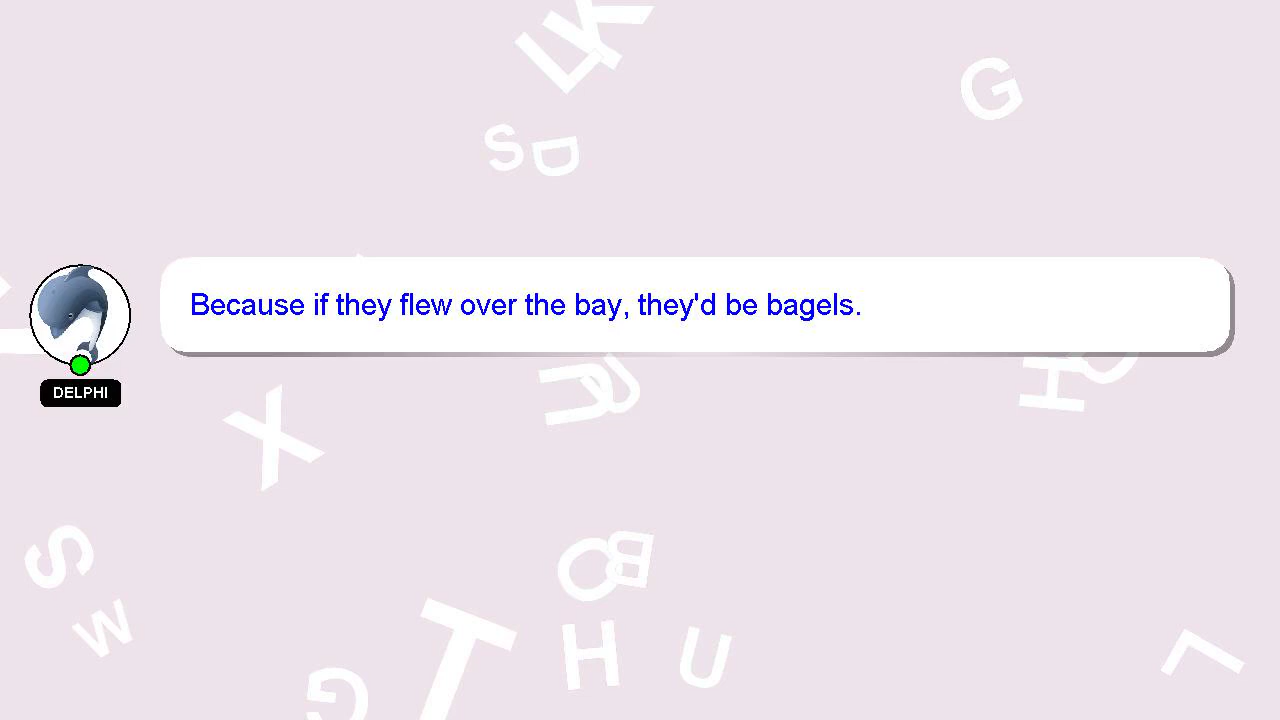 L K
G
S D
Because if they flew over the bay, they'd be bagels.
DELPHI
U U H
X
S
C B
W
T H U L
G